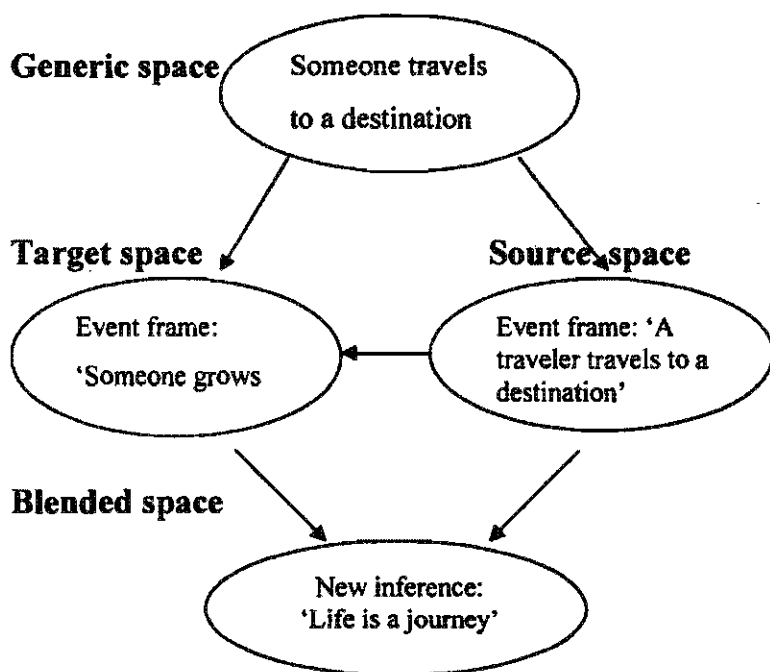 Generic space
Someone travels
to a destination
Target space
Source space
Event frame:
‘Someone grows
Event frame: ‘A
traveler travels to a
destination’
Blended space
New inference:
‘Life is a journey’